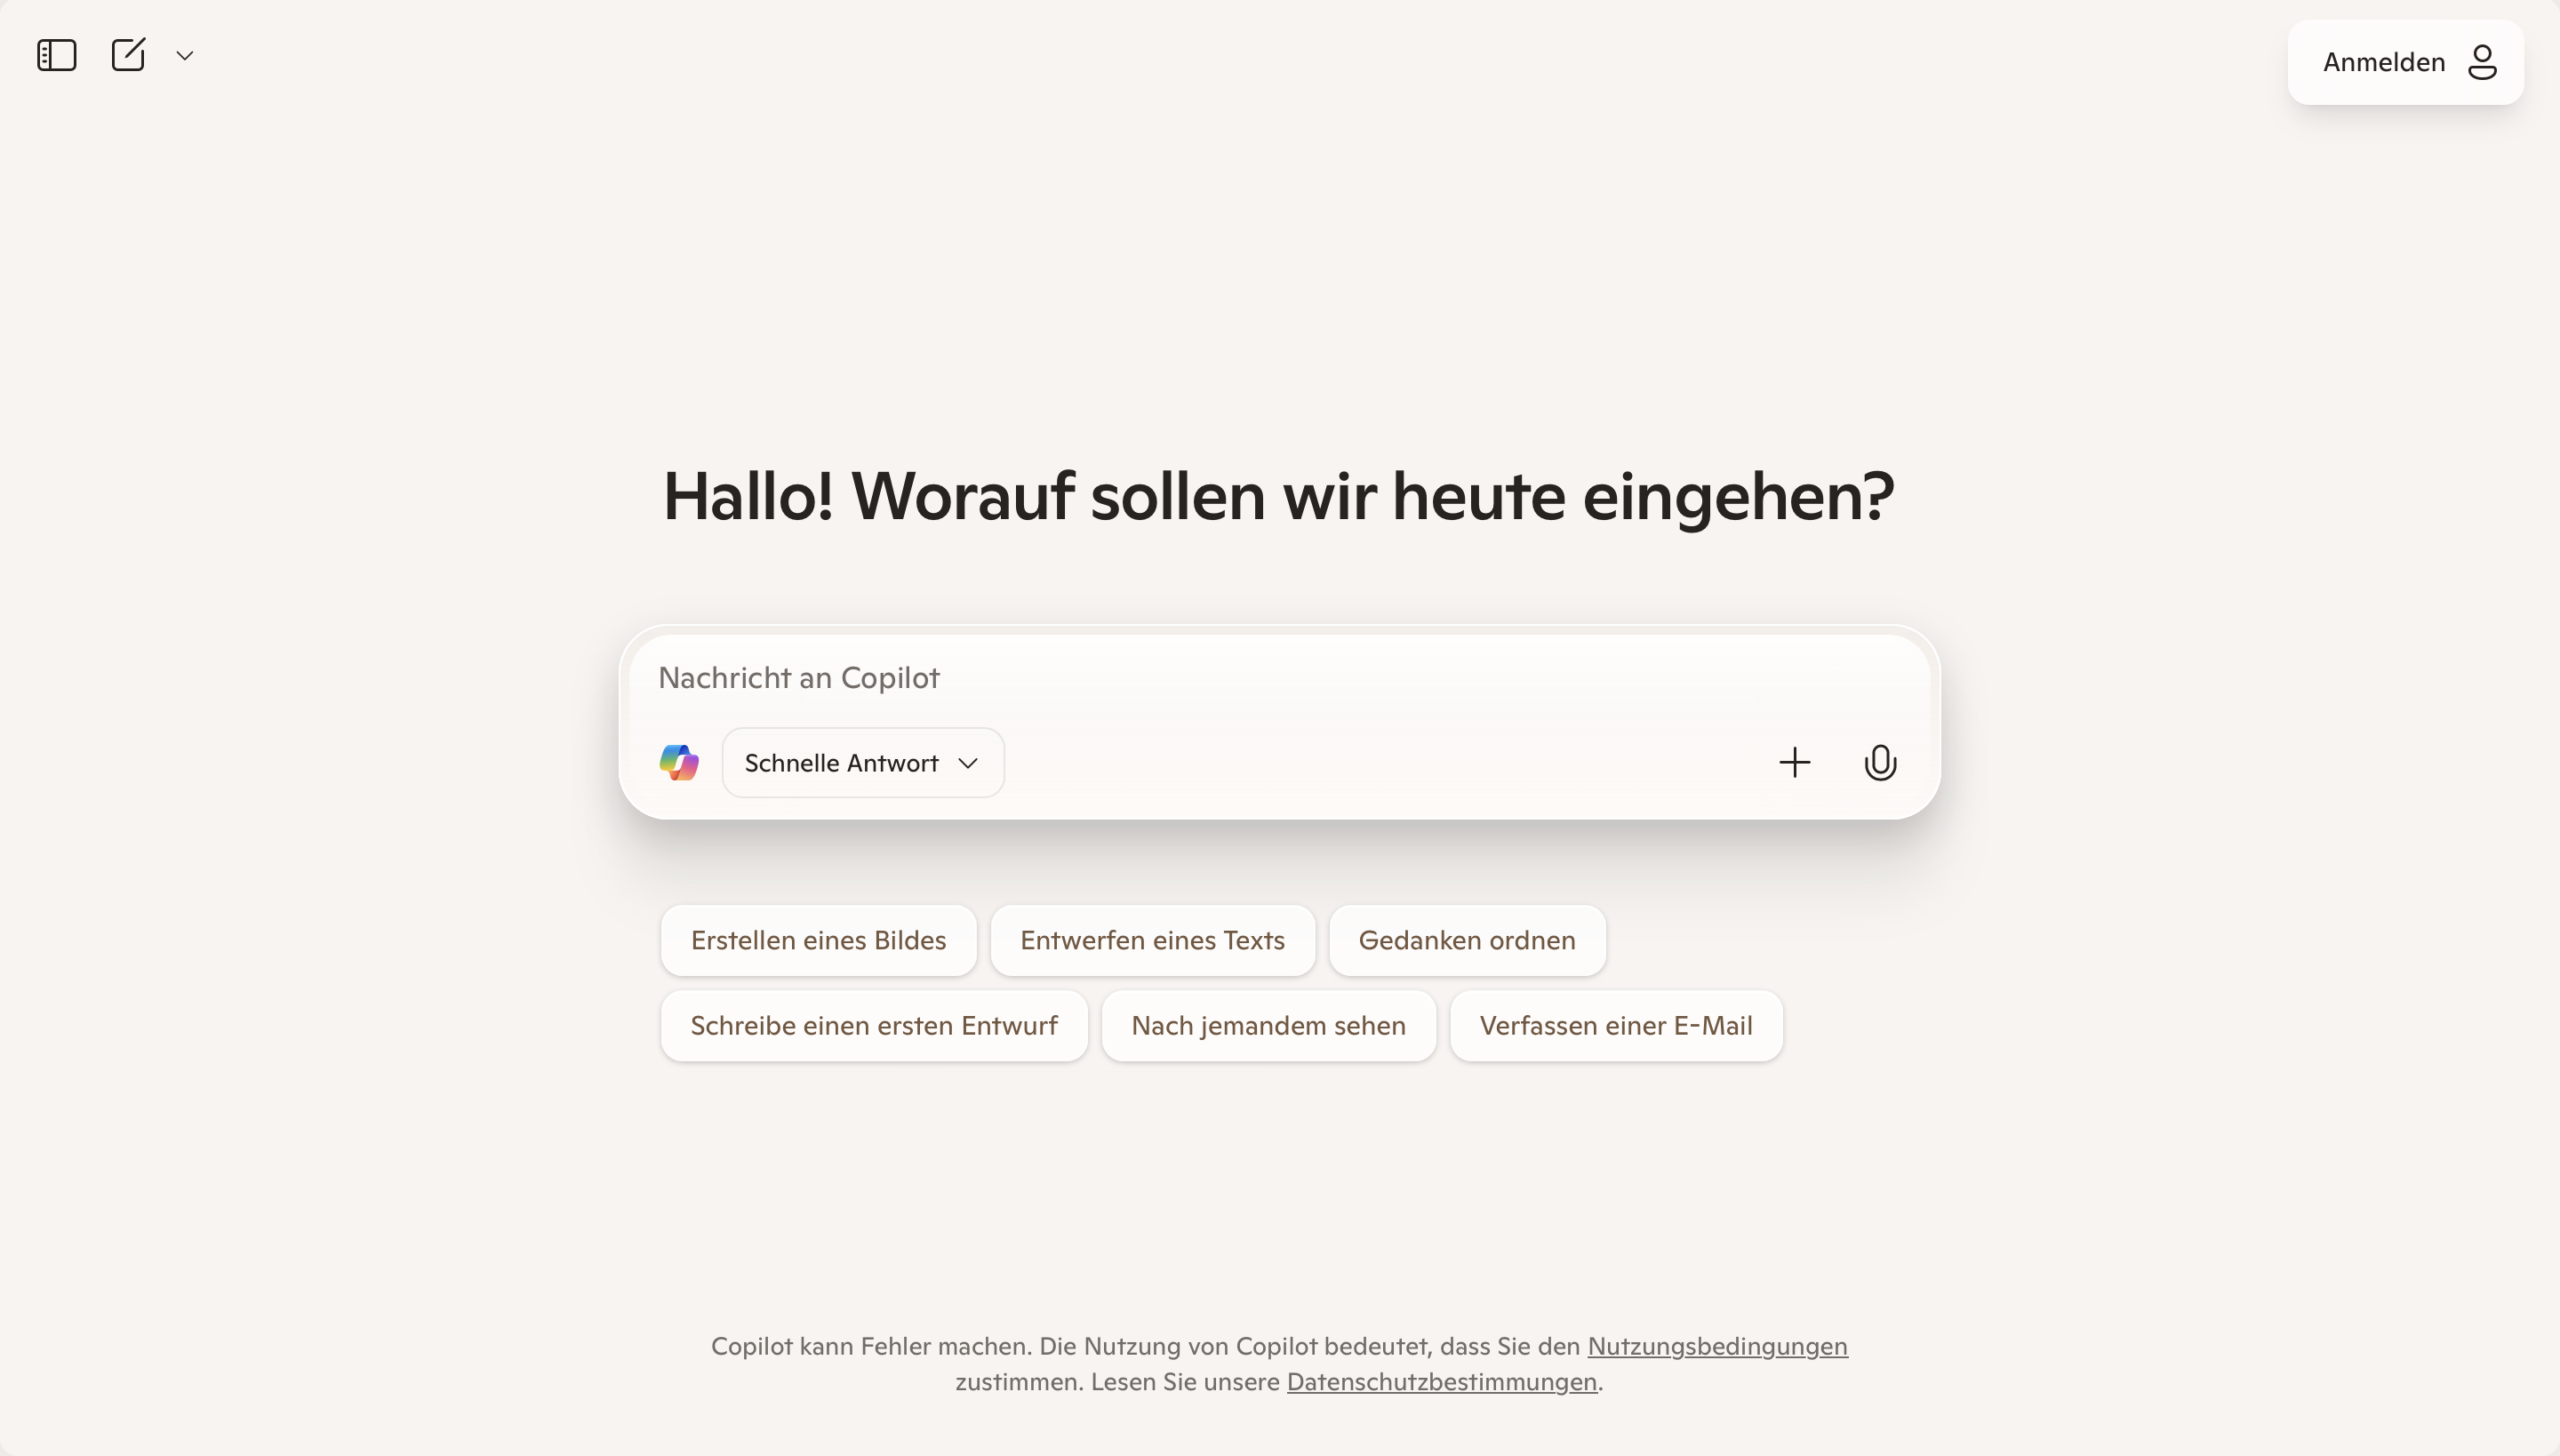 Anmelden
Hallo! Worauf sollen wir heute eingehen?
Nachricht an Copilot
Schnelle Antwort
Erstellen eines Bildes
Entwerfen eines Texts
Gedanken ordnen
Schreibe einen ersten Entwurf
Nach jemandem sehen
Verfassen einer E-Mail
Copilot kann Fehler machen. Die Nutzung von Copilot bedeutet, dass Sie den Nutzungsbedingungen
zustimmen. Lesen Sie unsere Datenschutzbestimmungen.